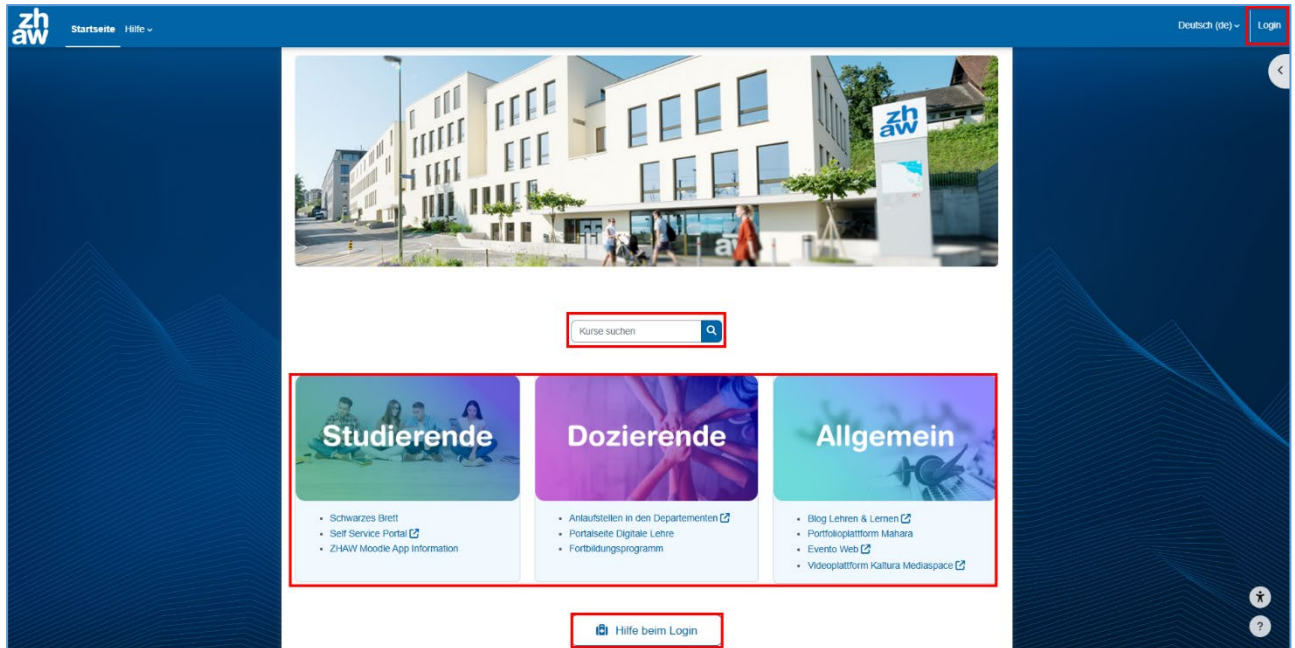 zh
aw
Startseite Hilfe
Deutsch (de)
Login
zh
aw
Kurse suchen
Studierende
Dozierende
Allgemein
Schwarzes Brett
Self Service Portal
ZHAW Moodle App Information
Anlaufstellen in den Departementen
Portalseite Digitale Lehre
Fortbildungsprogramm
Blog Lehren & Lernen
Portfolioplattform Mahara
Evento Web
Videoplattform Kaltura Mediaspace
Hilfe beim Login
?